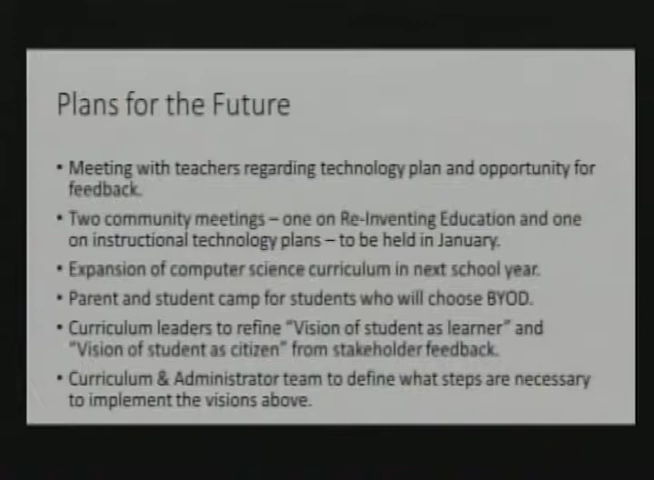 Plans for the Future
• Meeting with teachers regarding technology plan and opportunity for
feedback.
• Two community meetings – one on Re-Inventing Education and one
on instructional technology plans – to be held in January.
• Expansion of computer science curriculum in next school year.
• Parent and student camp for students who will choose BYOD.
• Curriculum leaders to refine “Vision of student as learner” and
“Vision of student as citizen” from stakeholder feedback.
• Curriculum & Administrator team to define what steps are necessary
to implement the visions above.